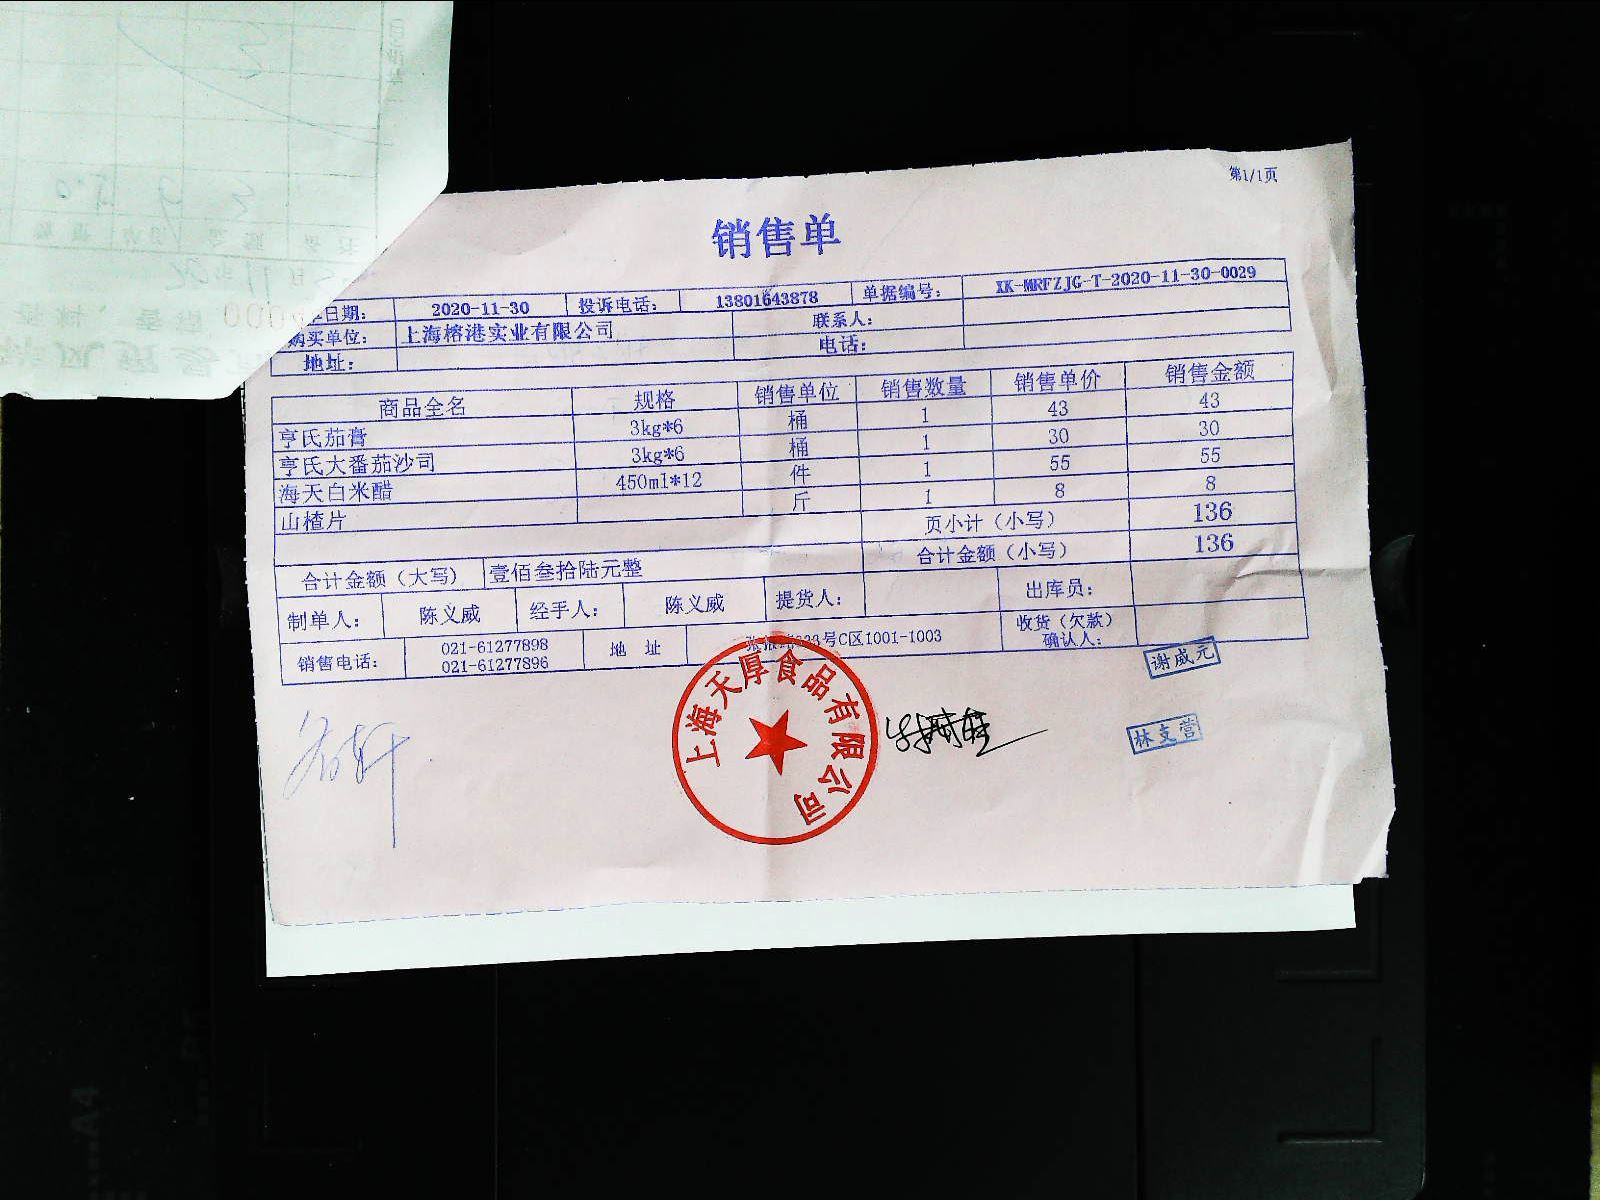 第1/1页
销售单
日期： 2020-11-30 投诉电话： 13801643878 单据编号： XK-MRFZJG-T-2020-11-30-0029
购买单位： 上海榕港实业有限公司 联系人：
地址： 电话：
商品全名 规格 销售单位 销售数量 销售单价 销售金额
亨氏茄膏 3kg*6 桶 1 43 43
亨氏大番茄沙司 3kg*6 桶 1 30 30
海天白米醋 450ml*12 件 1 55 55
山楂片 斤 1 8 8
页小计（小写） 136
合计金额（大写） 壹佰叁拾陆元整 合计金额（小写） 136
制单人： 陈义威 经手人： 陈义威 提货人： 出库员：
销售电话： 021-61277898 地 址 号C区1001-1003 收货（欠款）
021-61277896 确认人：
谢威元
上海天厚食品有限公司
林支营